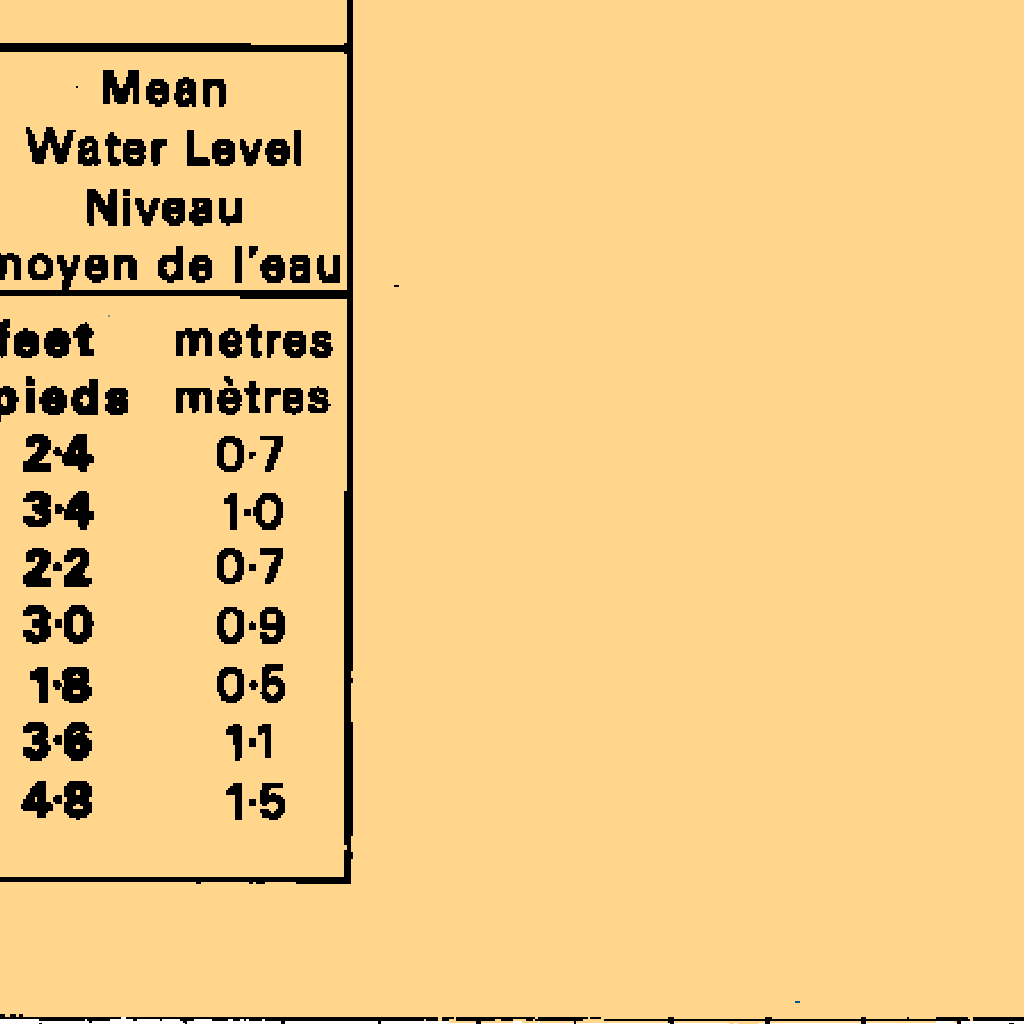 Mean
Water Level
Niveau
moyen de l'eau
feet metres
pieds mètres
2·4 0·7
3·4 1·0
2·2 0·7
3·0 0·9
1·8 0·5
3·6 1·1
4·8 1·5